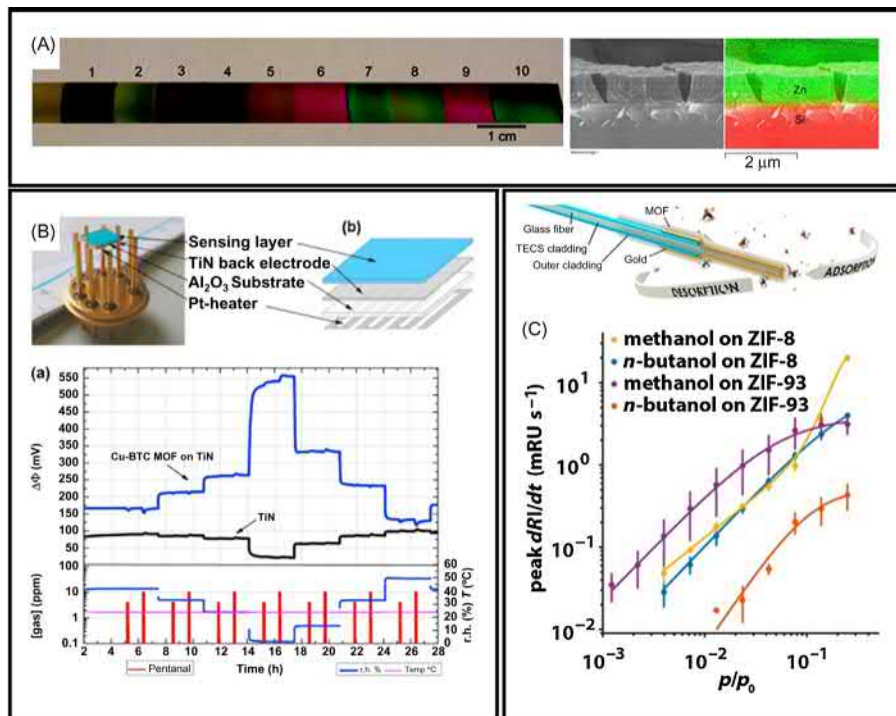 (A)
1 2 3 4 5 6 7 8 9 10
1 cm
Zn
Si
2 μm
(B)
(b)
Sensing layer
TiN back electrode
Al₂O₃ Substrate
Pt-heater
(a)
550
500
450
400
350
300
250
200
150
100
50
ΔΦ (mV)
Cu-BTC MOF on TiN
TiN
100
10
1
0.1
[gas] (ppm)
60
50
40
30
20
10
0
r.h. (%) T (ºC)
2 4 6 8 10 12 14 16 18 20 22 24 26 28
Time (h)
Pentanal
r.h. %
Temp ºC
MOF
Glass fiber
TECS cladding
Outer cladding
Gold
DESORPTION
ADSORPTION
(C)
methanol on ZIF-8
n-butanol on ZIF-8
methanol on ZIF-93
n-butanol on ZIF-93
10¹
10⁰
10⁻¹
10⁻²
peak dRI/dt (mRU s⁻¹)
10⁻³ 10⁻² 10⁻¹
p/p₀